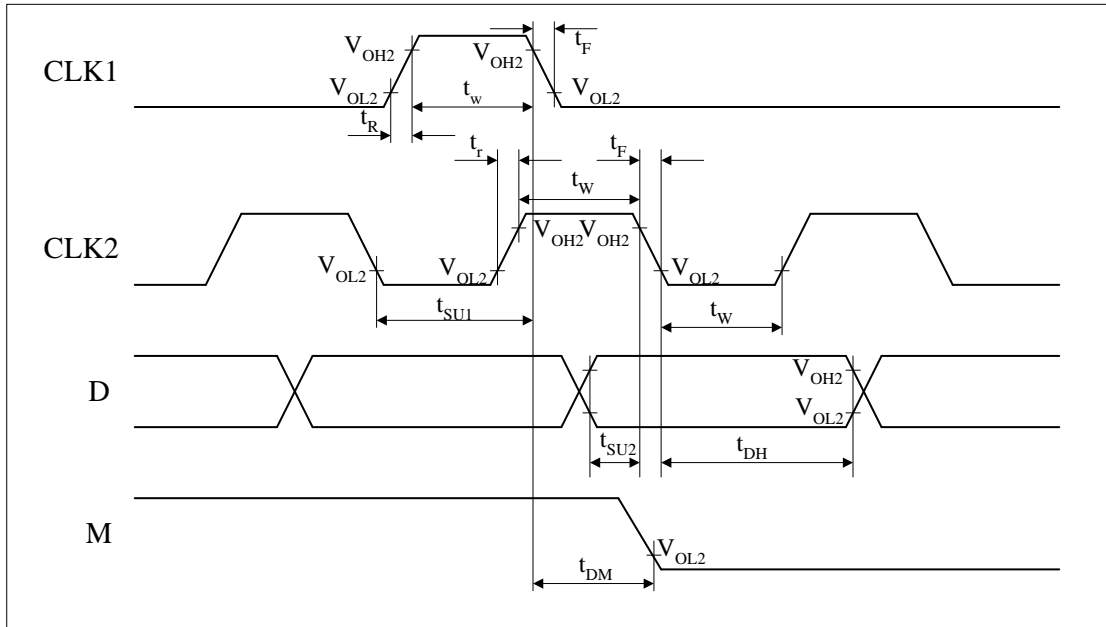 t_F
V_OH2 V_OH2
CLK1
V_OL2 t_w V_OL2
t_R
t_r t_F
t_W
V_OH2 V_OH2
CLK2
V_OL2 V_OL2 V_OL2
t_SU1 t_W
V_OH2
D
V_OL2
t_SU2 t_DH
M
V_OL2
t_DM